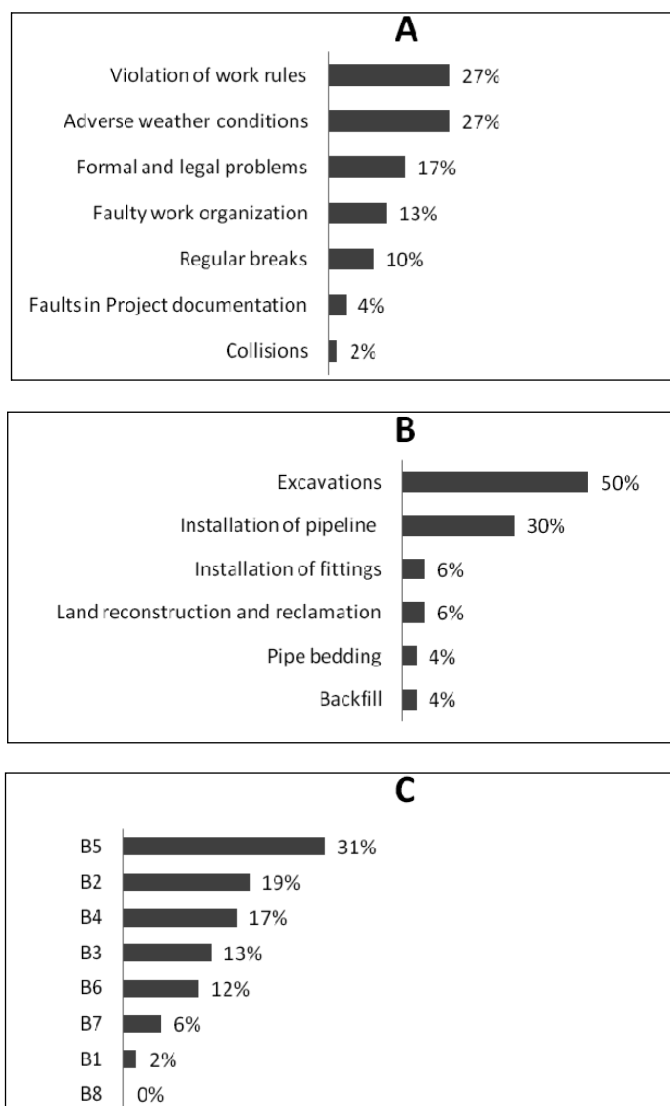 A
Violation of work rules 27%
Adverse weather conditions 27%
Formal and legal problems 17%
Faulty work organization 13%
Regular breaks 10%
Faults in Project documentation 4%
Collisions 2%
B
Excavations 50%
Installation of pipeline 30%
Installation of fittings 6%
Land reconstruction and reclamation 6%
Pipe bedding 4%
Backfill 4%
C
B5 31%
B2 19%
B4 17%
B3 13%
B6 12%
B7 6%
B1 2%
B8 0%